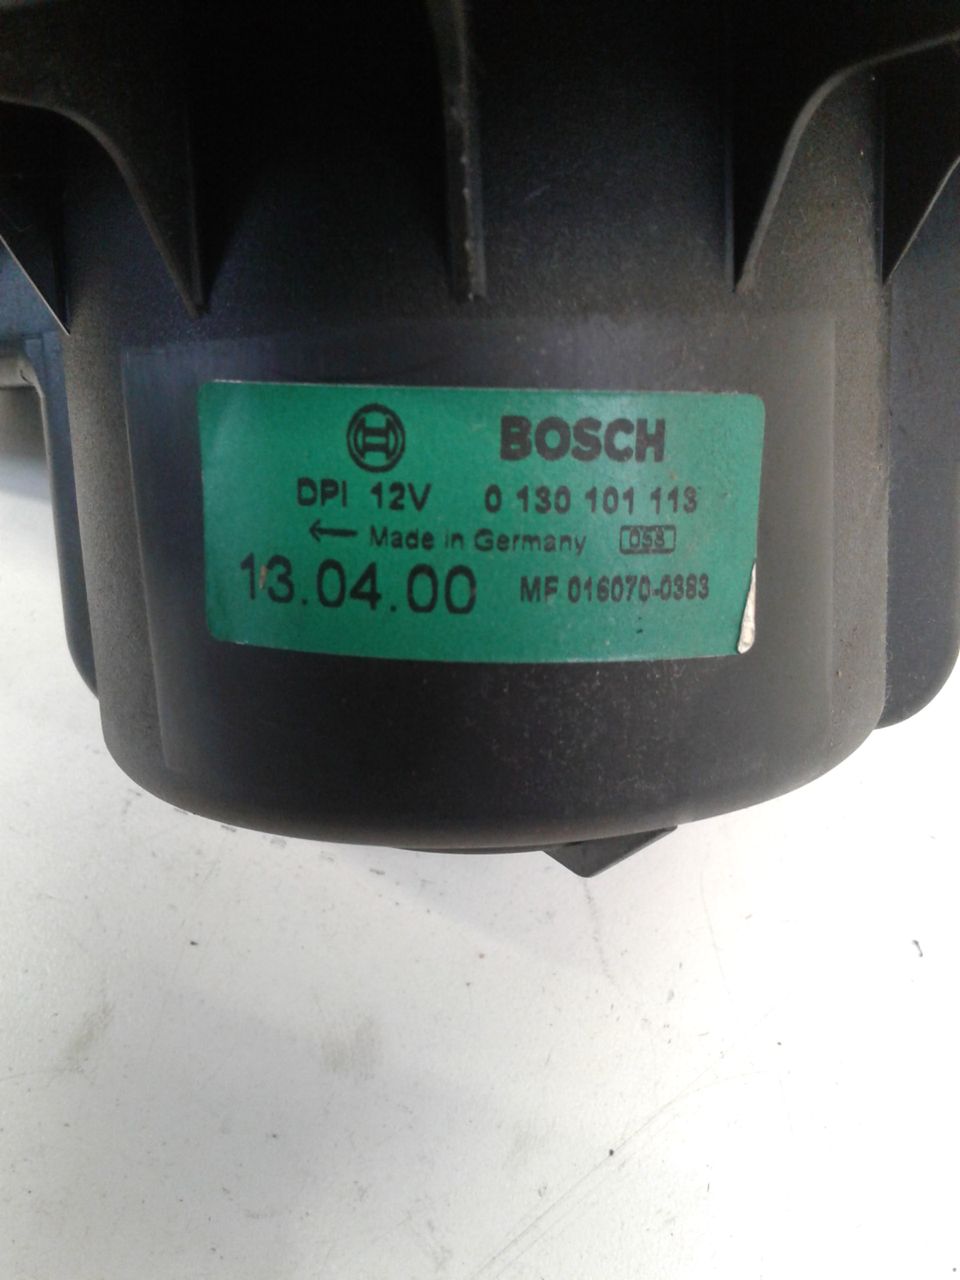 BOSCH
DPI 12V 0 130 101 113
← Made in Germany 058
13.04.00 MF 016070-0383